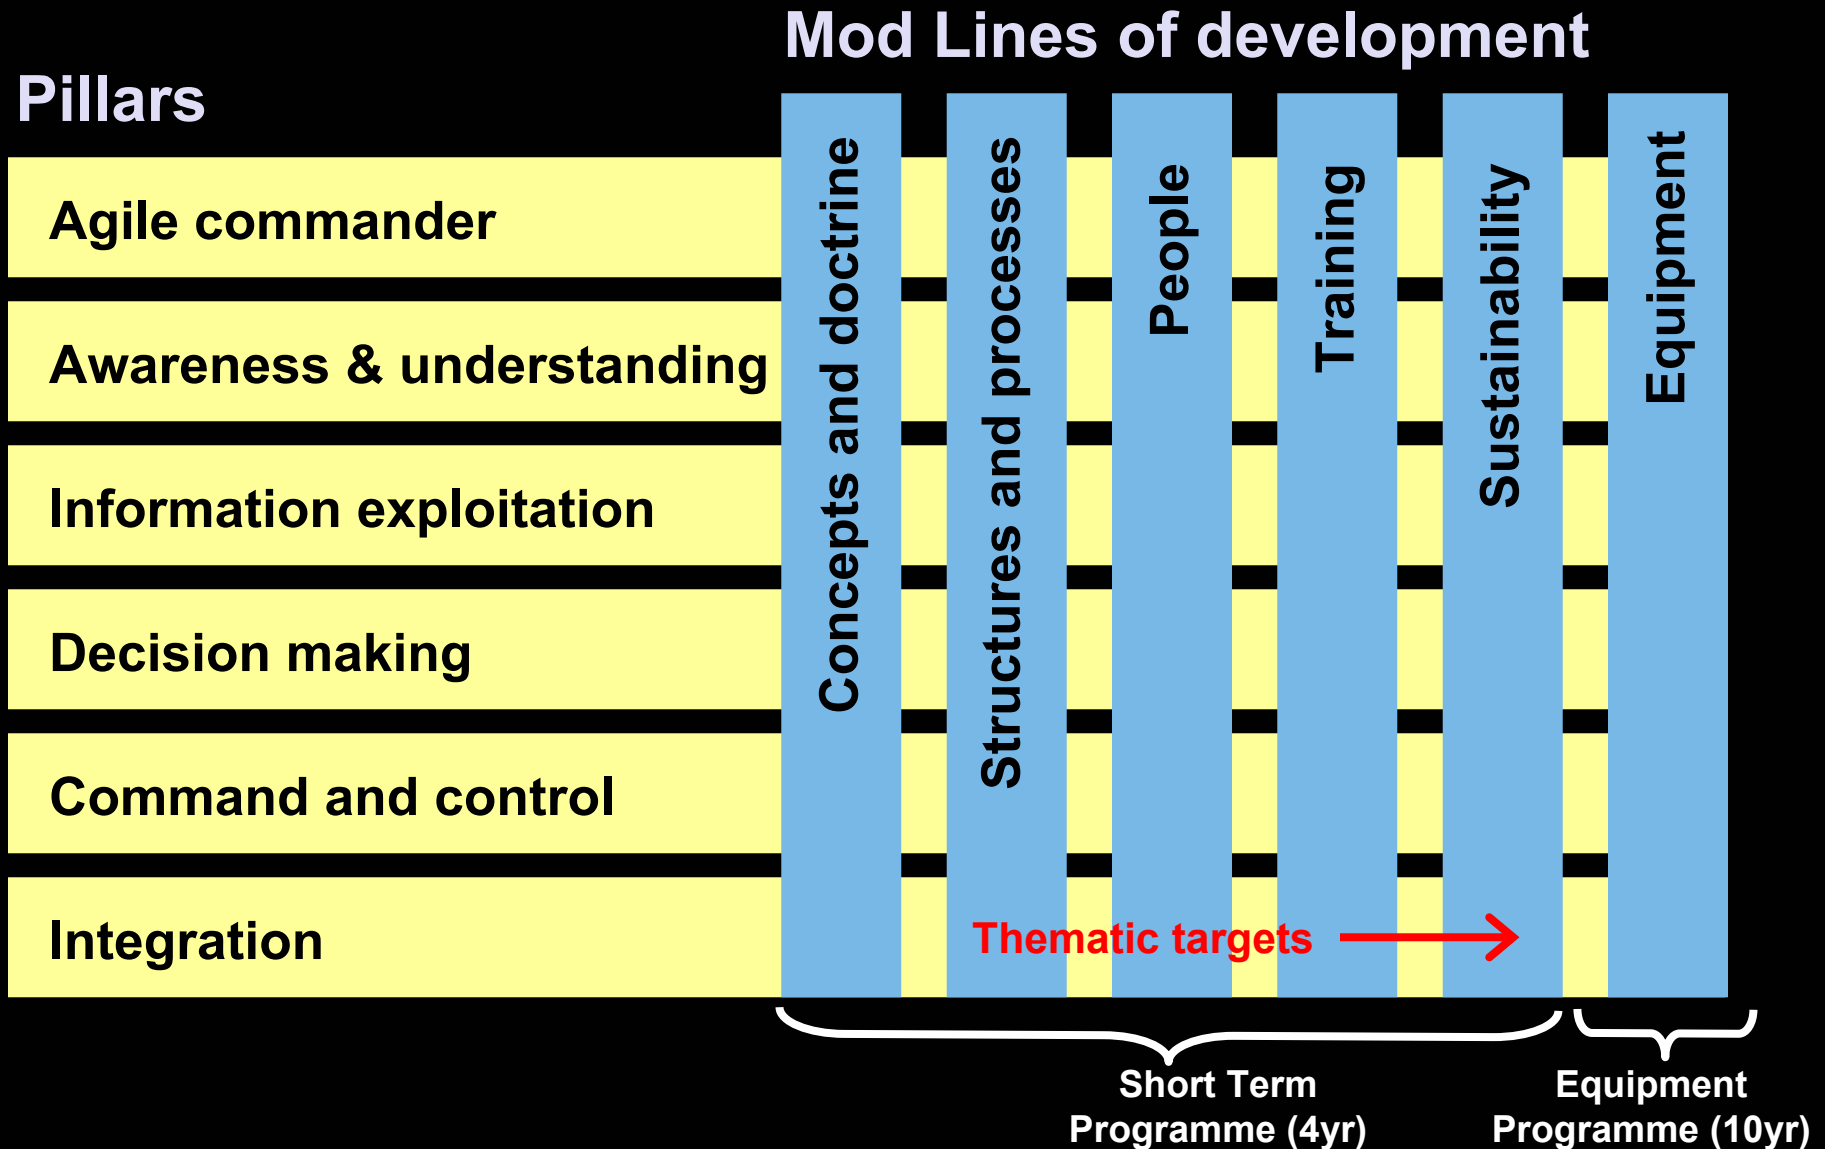 Mod Lines of development
Pillars
Concepts and doctrine
Structures and processes
People
Training
Sustainability
Equipment
Agile commander
Awareness & understanding
Information exploitation
Decision making
Command and control
Integration
Thematic targets
Short Term
Programme (4yr)
Equipment
Programme (10yr)